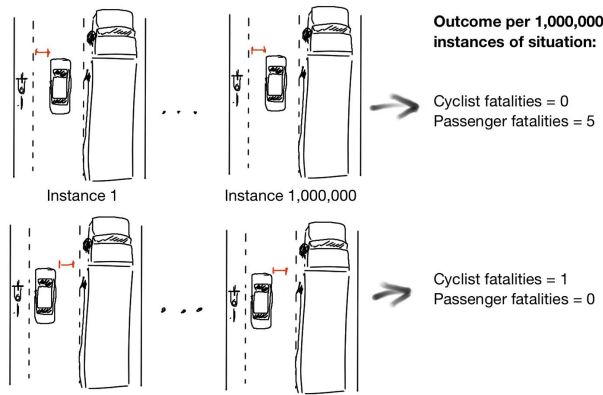 Outcome per 1,000,000
instances of situation:
Cyclist fatalities = 0
Passenger fatalities = 5
Instance 1
Instance 1,000,000
Cyclist fatalities = 1
Passenger fatalities = 0